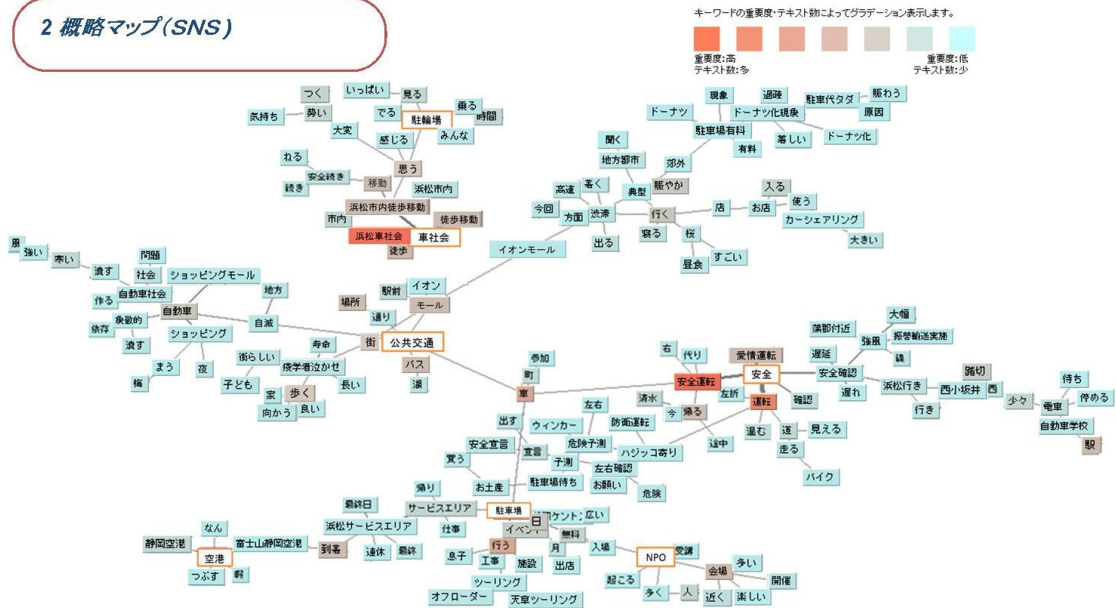 2 概略マップ(SNS)
キーワードの重要度・テキスト数によってグラデーション表示します。
重要度:高
テキスト数:多
重要度:低
テキスト数:少
つく
いっぱい
見る
乗る
気持ち
勢い
でる
駐輪場
時間
大変
感じる
みんな
ねる
思う
安全続き
移動
続き
浜松市内
浜松市内徒歩移動
市内
徒歩移動
浜松車社会
車社会
徒歩
現象
過疎
駐車代タダ
賑わう
ドーナツ
ドーナツ化現象
原因
駐車場有料
著しい
ドーナツ化
有料
聞く
地方都市
郊外
高速
着く
典型
賑やか
入る
今回
方面
渋滞
行く
店
お店
使う
カーシェアリング
出る
寝る
桜
大きい
イオンモール
昼食
すごい
風
強い
寒い
問題
潰す
社会
ショッピングモール
作る
自動車社会
地方
自動車
依存
象徴的
自滅
潰す
ショッピング
まう
夜
梅
場所
駅前
イオン
通り
モール
街
公共交通
寿命
街らしい
疫学者泣かせ
バス
子ども
長い
湖
家
歩く
向かう
良い
参加
町
車
右
代り
愛情運転
安全運転
安全
清水
左折
運転
確認
今
帰る
途中
温む
道
見える
走る
バイク
大幅
蒲郡付近
強風
振替輸送実施
遅延
鏡
安全確認
遅れ
浜松行き
行き
踏切
西小坂井
西
少々
電車
待ち
停める
自動車学校
駅
出す
ウィンカー
左右
防衛運転
安全宣言
宣言
危険予測
ハジッコ寄り
買う
予測
左右確認
お土産
駐車場待ち
お願い
危険
帰り
最終日
サービスエリア
駐車場
日
広い
浜松サービスエリア
仕事
イベント
無料
なん
静岡空港
空港
富士山静岡空港
到着
連休
最終
行う
月
入場
つぶす
息子
工事
施設
出店
ツーリング
オフローダー
天草ツーリング
NPO
受講
起こる
会場
多い
開催
多く
人
近く
楽しい